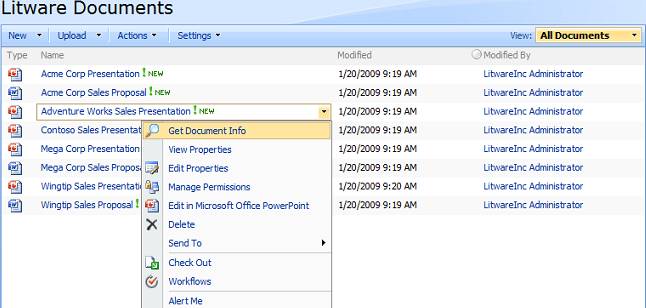 Litware Documents
New Upload Actions Settings View: All Documents
Type Name Modified Modified By
Acme Corp Presentation ! NEW 1/20/2009 9:19 AM LitwareInc Administrator
Acme Corp Sales Proposal ! NEW 1/20/2009 9:19 AM LitwareInc Administrator
Adventure Works Sales Presentation ! NEW 1/20/2009 9:19 AM LitwareInc Administrator
Contoso Sales Presentat 1/20/2009 9:19 AM LitwareInc Administrator
Mega Corp Presentation 1/20/2009 9:19 AM LitwareInc Administrator
Mega Corp Sales Propos 1/20/2009 9:19 AM LitwareInc Administrator
Wingtip Sales Presentati 1/20/2009 9:20 AM LitwareInc Administrator
Wingtip Sales Proposal ! 1/20/2009 9:19 AM LitwareInc Administrator
Get Document Info
View Properties
Edit Properties
Manage Permissions
Edit in Microsoft Office PowerPoint
Delete
Send To
Check Out
Workflows
Alert Me